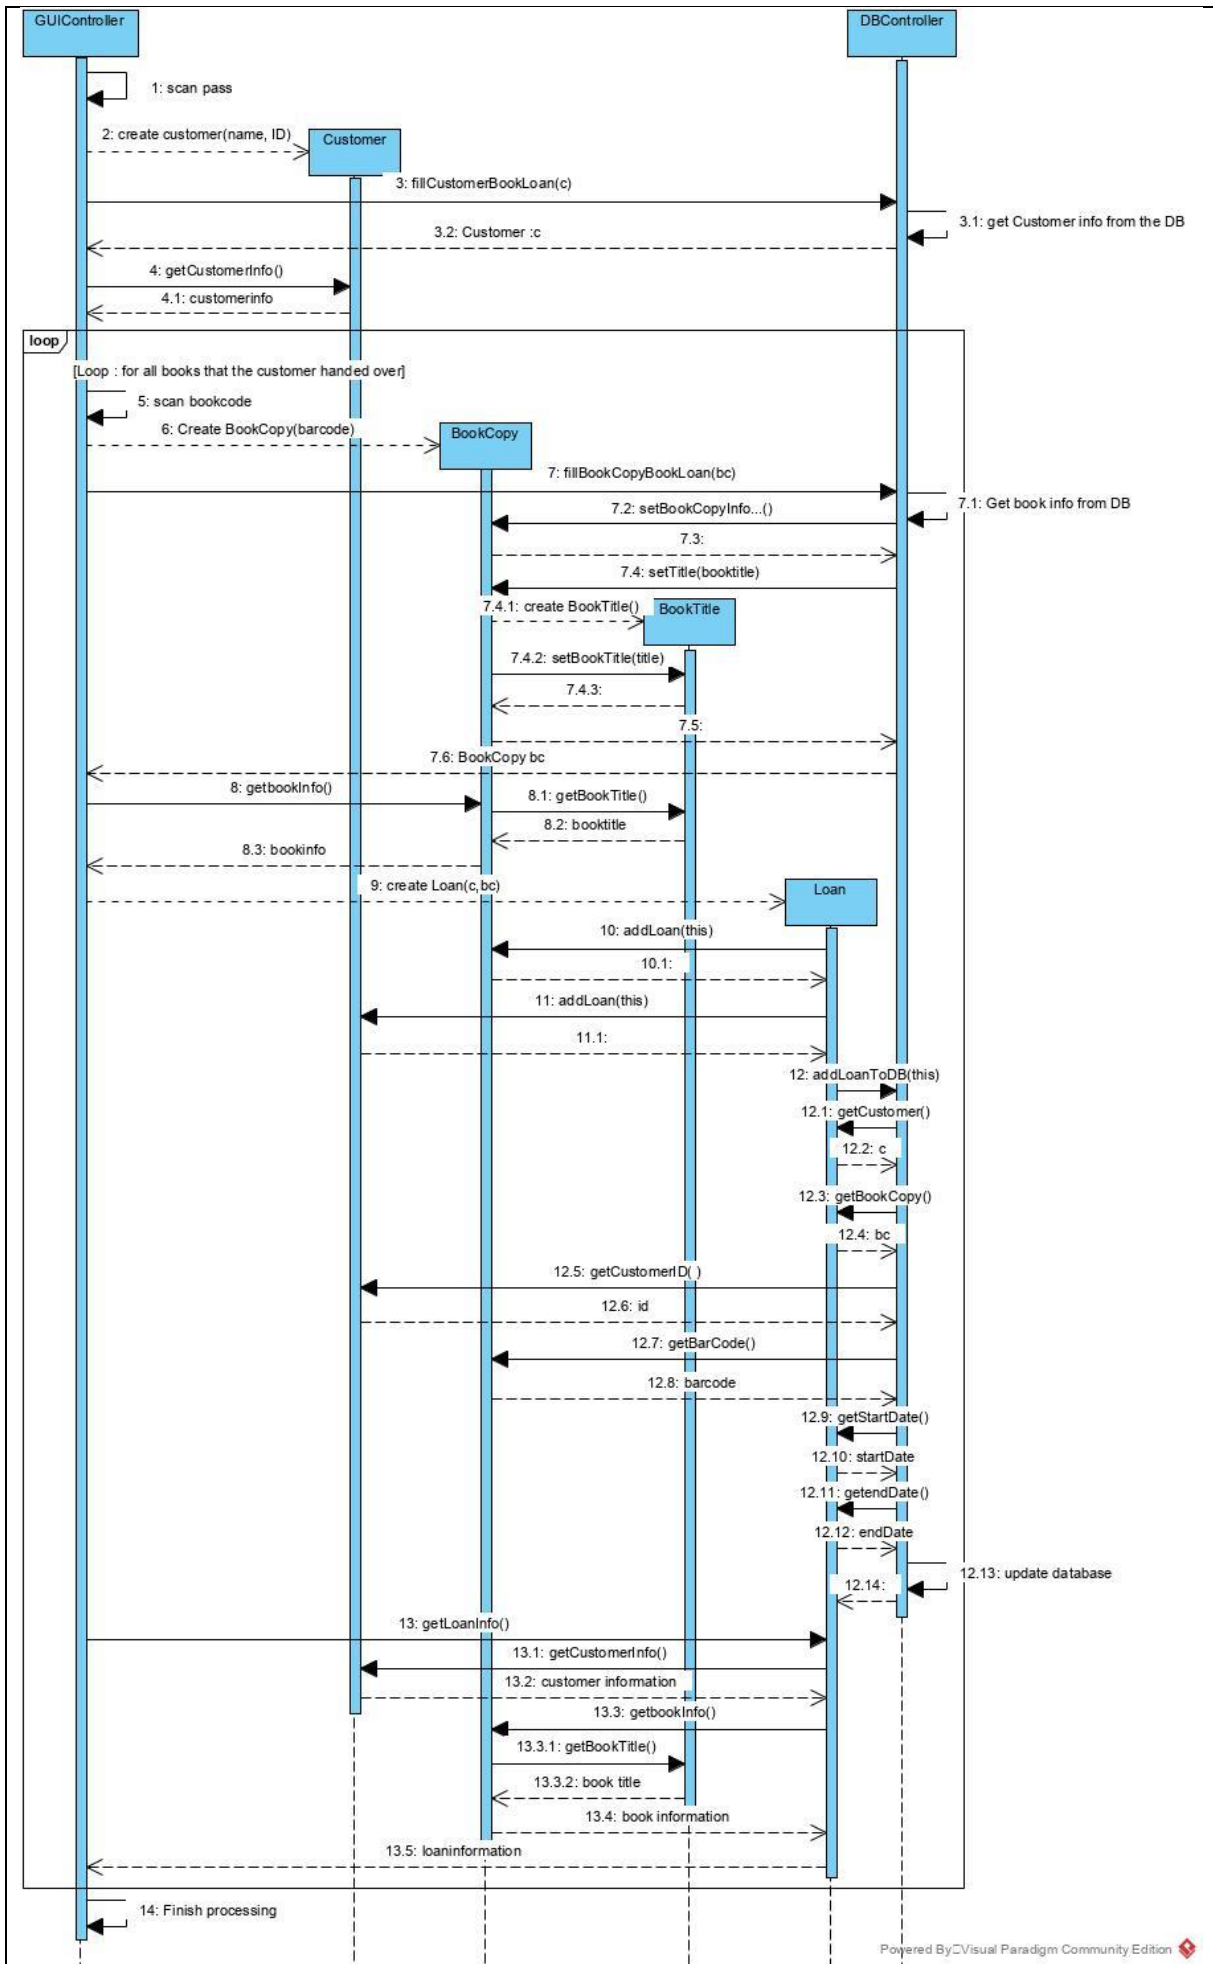 GUIController
DBController
1: scan pass
2: create customer(name, ID)
Customer
3: fillCustomerBookLoan(c)
3.1: get Customer info from the DB
3.2: Customer :c
4: getCustomerInfo()
4.1: customerinfo
loop
[Loop : for all books that the customer handed over]
5: scan bookcode
6: Create BookCopy(barcode)
BookCopy
7: fillBookCopyBookLoan(bc)
7.1: Get book info from DB
7.2: setBookCopyInfo...()
7.3:
7.4: setTitle(booktitle)
7.4.1: create BookTitle()
BookTitle
7.4.2: setBookTitle(title)
7.4.3:
7.5:
7.6: BookCopy bc
8: getbookInfo()
8.1: getBookTitle()
8.2: booktitle
8.3: bookinfo
9: create Loan(c,bc)
Loan
10: addLoan(this)
10.1:
11: addLoan(this)
11.1:
12: addLoanToDB(this)
12.1: getCustomer()
12.2: c
12.3: getBookCopy()
12.4: bc
12.5: getCustomerID( )
12.6: id
12.7: getBarCode()
12.8: barcode
12.9: getStartDate()
12.10: startDate
12.11: getendDate()
12.12: endDate
12.13: update database
12.14:
13: getLoanInfo()
13.1: getCustomerInfo()
13.2: customer information
13.3: getbookInfo()
13.3.1: getBookTitle()
13.3.2: book title
13.4: book information
13.5: loaninformation
14: Finish processing
Powered By Visual Paradigm Community Edition